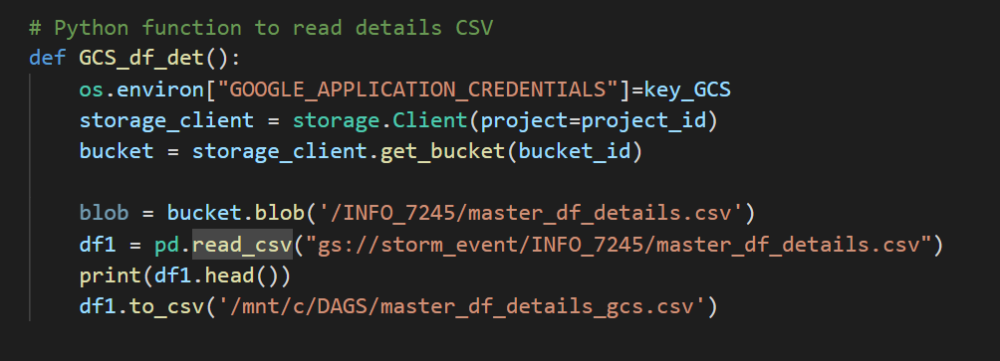 # Python function to read details CSV
def GCS_df_det():
    os.environ["GOOGLE_APPLICATION_CREDENTIALS"]=key_GCS
    storage_client = storage.Client(project=project_id)
    bucket = storage_client.get_bucket(bucket_id)

    blob = bucket.blob('/INFO_7245/master_df_details.csv')
    df1 = pd.read_csv("gs://storm_event/INFO_7245/master_df_details.csv")
    print(df1.head())
    df1.to_csv('/mnt/c/DAGS/master_df_details_gcs.csv')